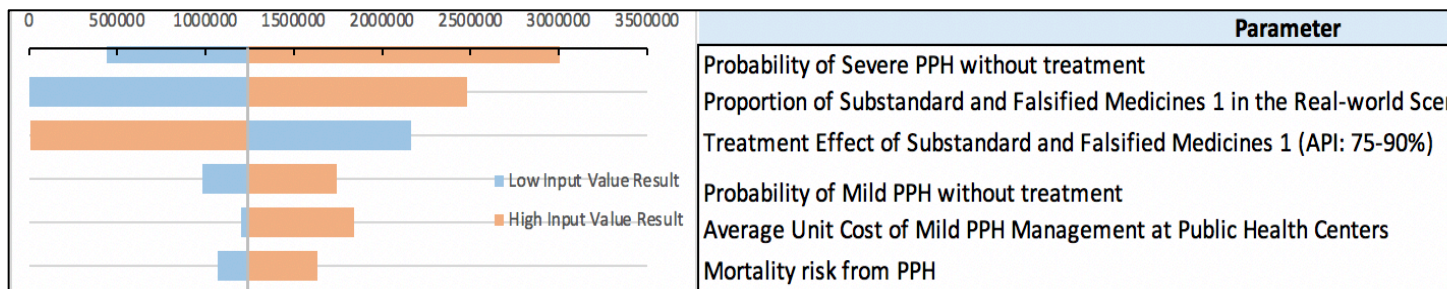 0 500000 1000000 1500000 2000000 2500000 3000000 3500000
Low Input Value Result
High Input Value Result
Parameter
Probability of Severe PPH without treatment
Proportion of Substandard and Falsified Medicines 1 in the Real-world
Treatment Effect of Substandard and Falsified Medicines 1 (API: 75-90%)
Probability of Mild PPH without treatment
Average Unit Cost of Mild PPH Management at Public Health Centers
Mortality risk from PPH